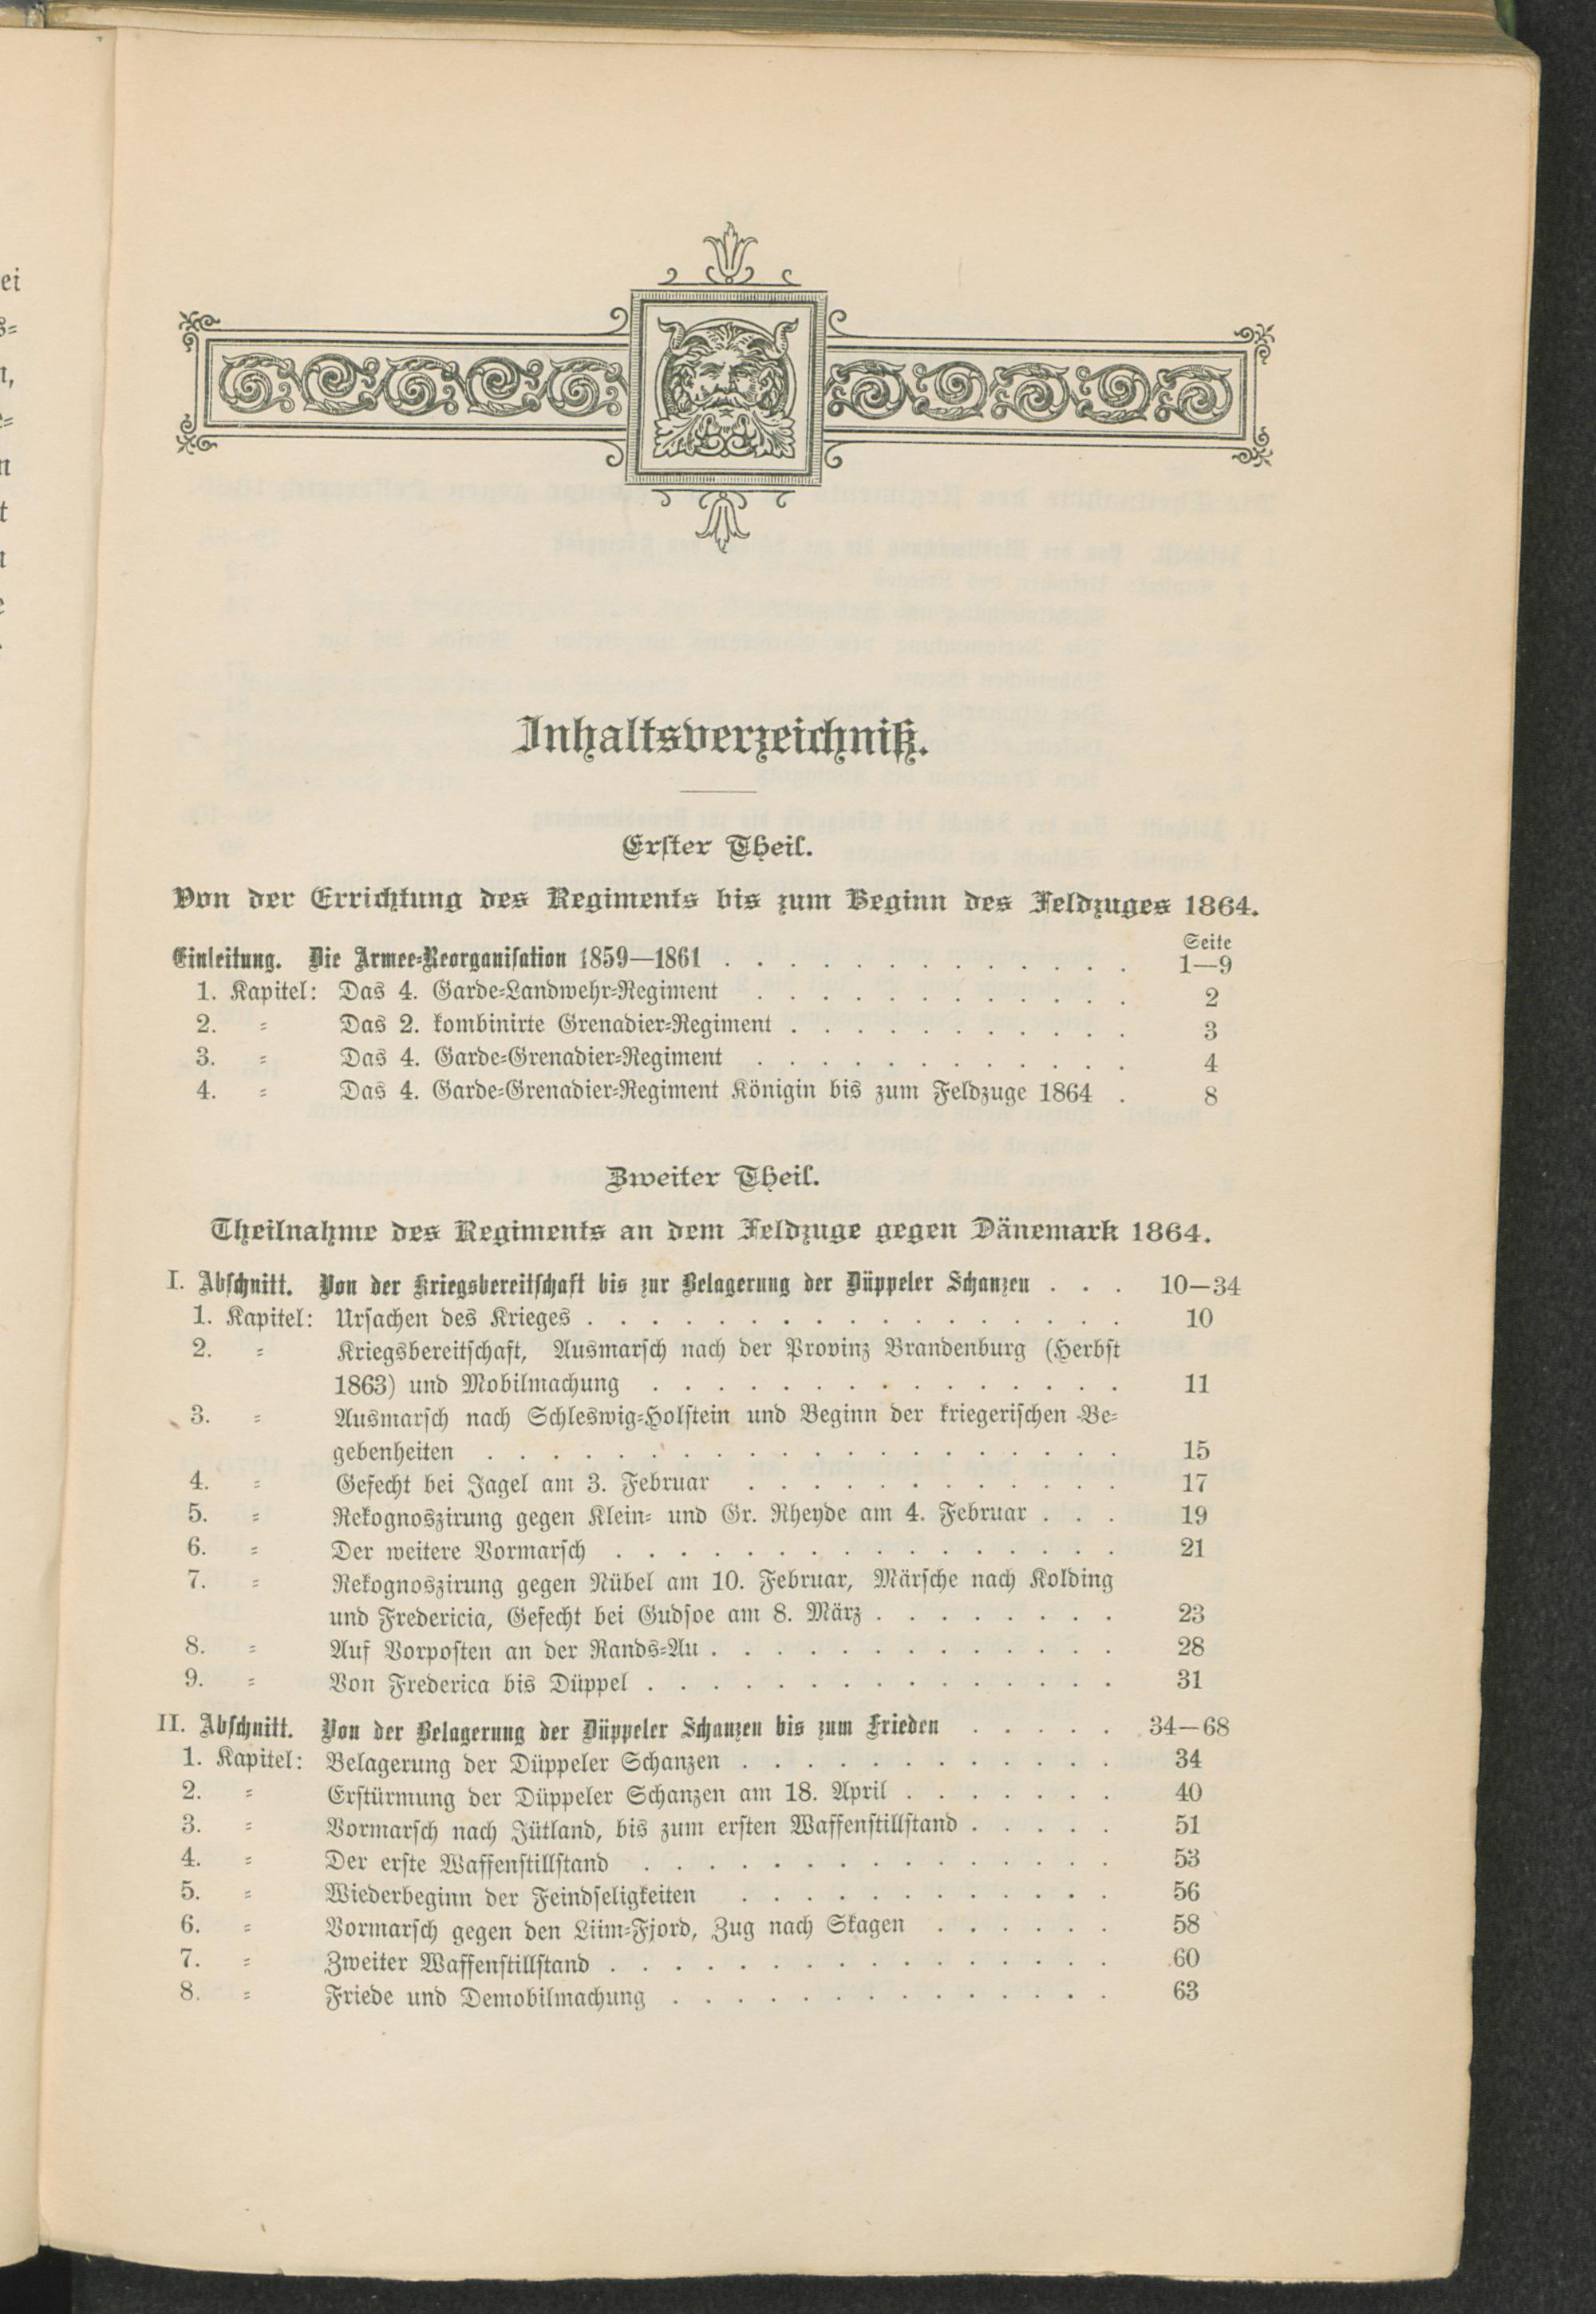 Inhaltsverzeichniß.
Erster Theil.
Von der Errichtung des Regiments bis zum Beginn des Feldzuges 1864.
Seite
Einleitung. Die Armee-Reorganisation 1859—1861 . . . . . . . . . . . . . 1—9
1. Kapitel: Das 4. Garde-Landwehr-Regiment . . . . . . . . . . . . 2
2. = Das 2. kombinirte Grenadier-Regiment . . . . . . . . . . . 3
3. = Das 4. Garde-Grenadier-Regiment . . . . . . . . . . . . 4
4. = Das 4. Garde-Grenadier-Regiment Königin bis zum Feldzuge 1864 . 8
Zweiter Theil.
Theilnahme des Regiments an dem Feldzuge gegen Dänemark 1864.
I. Abschnitt. Von der Kriegsbereitschaft bis zur Belagerung der Düppeler Schanzen . . . 10—34
1. Kapitel: Ursachen des Krieges . . . . . . . . . . . . . . . . . 10
2. = Kriegsbereitschaft, Ausmarsch nach der Provinz Brandenburg (Herbst
1863) und Mobilmachung . . . . . . . . . . . . . . . 11
3. = Ausmarsch nach Schleswig-Holstein und Beginn der kriegerischen Be-
gebenheiten . . . . . . . . . . . . . . . . . . . . 15
4. = Gefecht bei Jagel am 3. Februar . . . . . . . . . . . . 17
5. = Rekognoszirung gegen Klein- und Gr. Rheyde am 4. Februar . . . 19
6. = Der weitere Vormarsch . . . . . . . . . . . . . . . . 21
7. = Rekognoszirung gegen Nübel am 10. Februar, Märsche nach Kolding
und Fredericia, Gefecht bei Gudsoe am 8. März . . . . . . . . 23
8. = Auf Vorposten an der Rands-Au . . . . . . . . . . . . . 28
9. = Von Frederica bis Düppel . . . . . . . . . . . . . . . 31
II. Abschnitt. Von der Belagerung der Düppeler Schanzen bis zum Frieden . . . . . 34—68
1. Kapitel: Belagerung der Düppeler Schanzen . . . . . . . . . . . . 34
2. = Erstürmung der Düppeler Schanzen am 18. April . . . . . . . 40
3. = Vormarsch nach Jütland, bis zum ersten Waffenstillstand . . . . . 51
4. = Der erste Waffenstillstand . . . . . . . . . . . . . . . 53
5. = Wiederbeginn der Feindseligkeiten . . . . . . . . . . . . 56
6. = Vormarsch gegen den Liim-Fjord, Zug nach Skagen . . . . . . 58
7. = Zweiter Waffenstillstand . . . . . . . . . . . . . . . . 60
8. = Friede und Demobilmachung . . . . . . . . . . . . . . 63